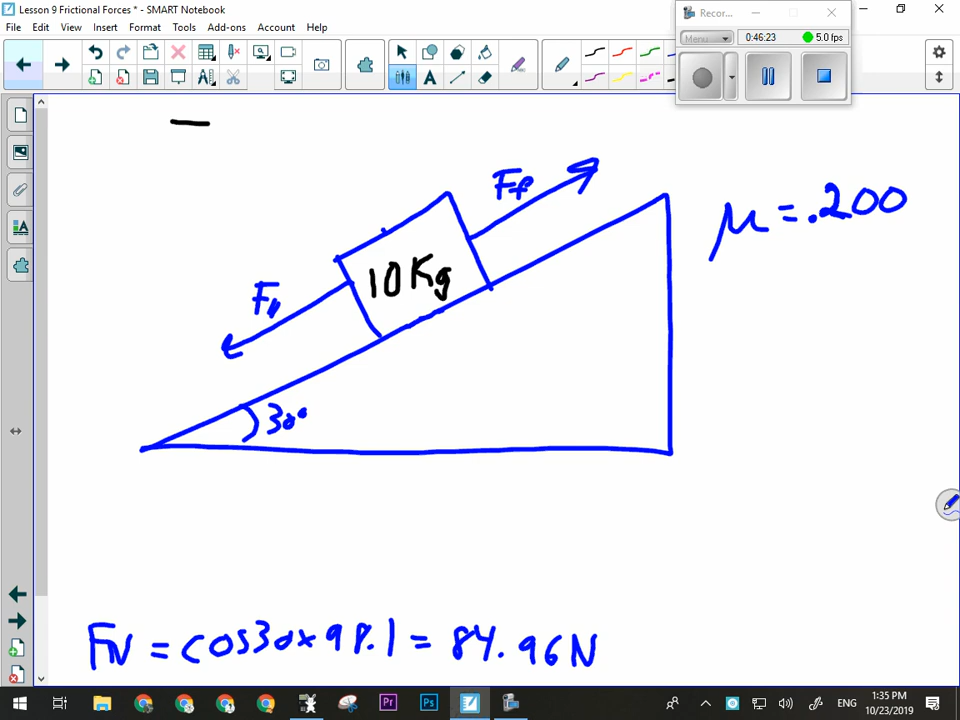 Lesson 9 Frictional Forces * - SMART Notebook
Recor...
File Edit View Insert Format Tools Add-ons Account Help
Menu
0:46:23
5.0 fps
Ff
μ = .200
10Kg
F||
30°
FN = cos30 x 98.1 = 84.96N
Pr
Ps
ENG
1:35 PM
10/23/2019